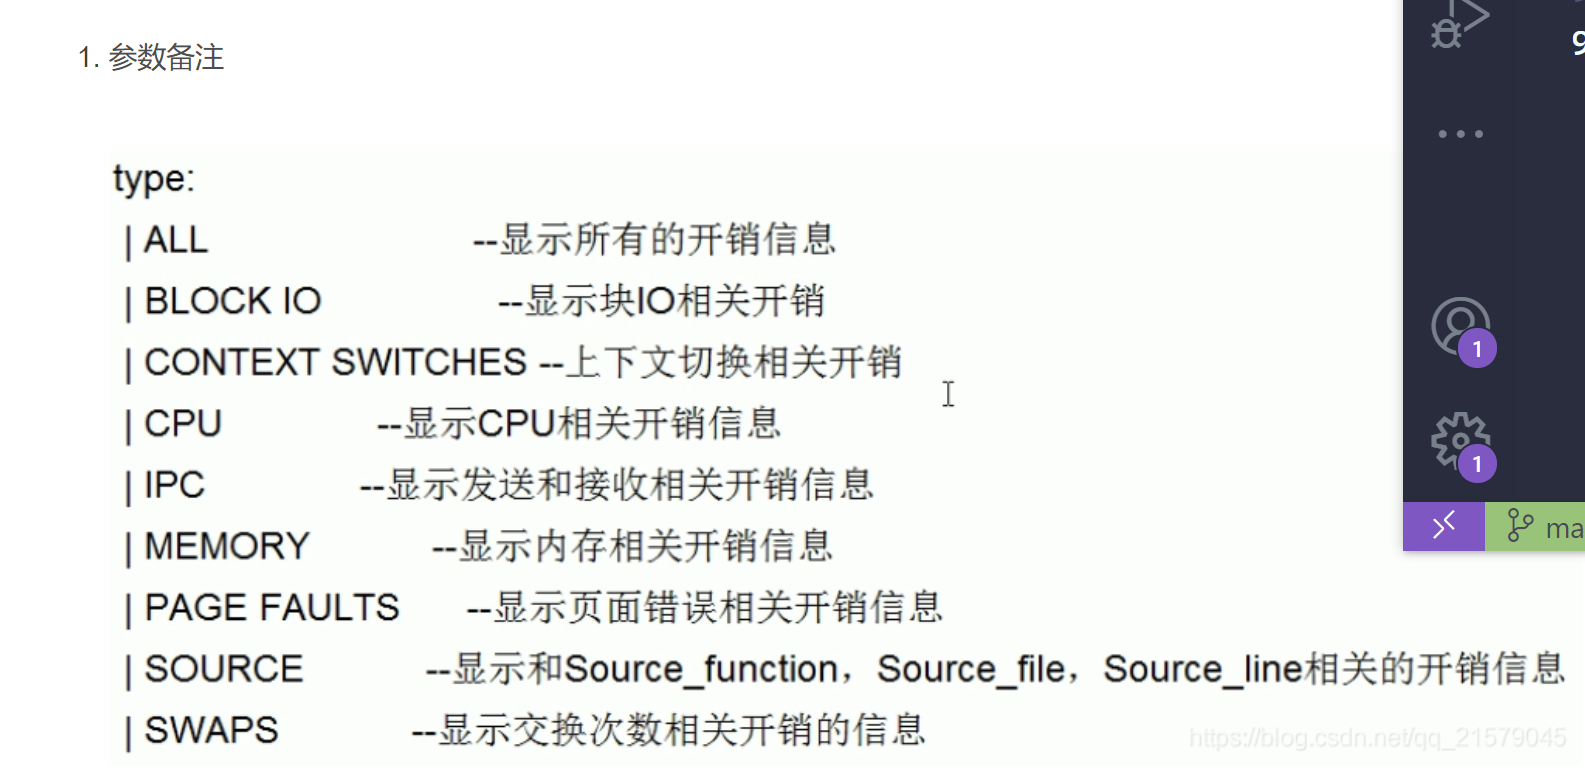 1. 参数备注
type:
| ALL --显示所有的开销信息
| BLOCK IO --显示块IO相关开销
| CONTEXT SWITCHES --上下文切换相关开销
| CPU --显示CPU相关开销信息
| IPC --显示发送和接收相关开销信息
| MEMORY --显示内存相关开销信息
| PAGE FAULTS --显示页面错误相关开销信息
| SOURCE --显示和Source_function，Source_file，Source_line相关的开销信息
| SWAPS --显示交换次数相关开销的信息
https://blog.csdn.net/qq_21579045
9
1
1
ma